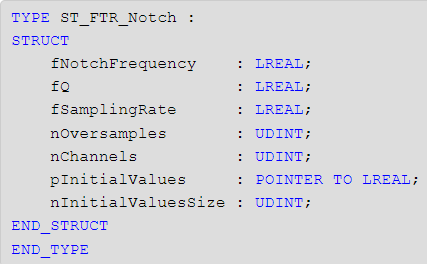 TYPE ST_FTR_Notch :
STRUCT
    fNotchFrequency    : LREAL;
    fQ                 : LREAL;
    fSamplingRate      : LREAL;
    nOversamples       : UDINT;
    nChannels          : UDINT;
    pInitialValues     : POINTER TO LREAL;
    nInitialValuesSize : UDINT;
END_STRUCT
END_TYPE